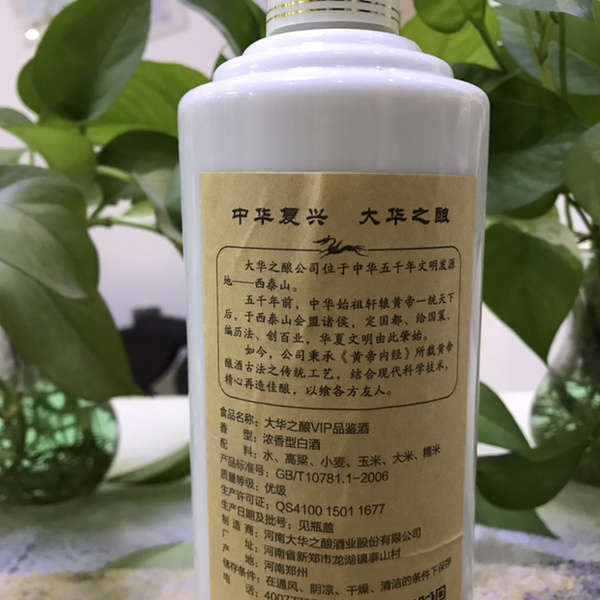 中华复兴 大华之酿
大华之酿公司位于中华五千年文明发源
地——西泰山。
五千年前，中华始祖轩辕黄帝一统天下
后，于西泰山会盟诸侯，定国都、绘国策、
编历法、创百业，华夏文明由此肇始。
如今，公司秉承《黄帝内经》所载黄帝
酿酒古法之传统工艺，结合现代科学技术，
精心再造佳酿，以飨各方友人。
食品名称：大华之酿VIP品鉴酒
香 型：浓香型白酒
配 料：水、高粱、小麦、玉米、大米、糯米
产品标准号：GB/T10781.1-2006
质量等级：优级
生产许可证：QS4100 1501 1677
生产日期及批号：见瓶盖
制 造 商：河南大华之酿酒业股份有限公司
厂 址：河南省新郑市龙湖镇泰山村
产 地：河南郑州
储存条件：在通风、阴凉、干燥、清洁的条件下保存
电 话：